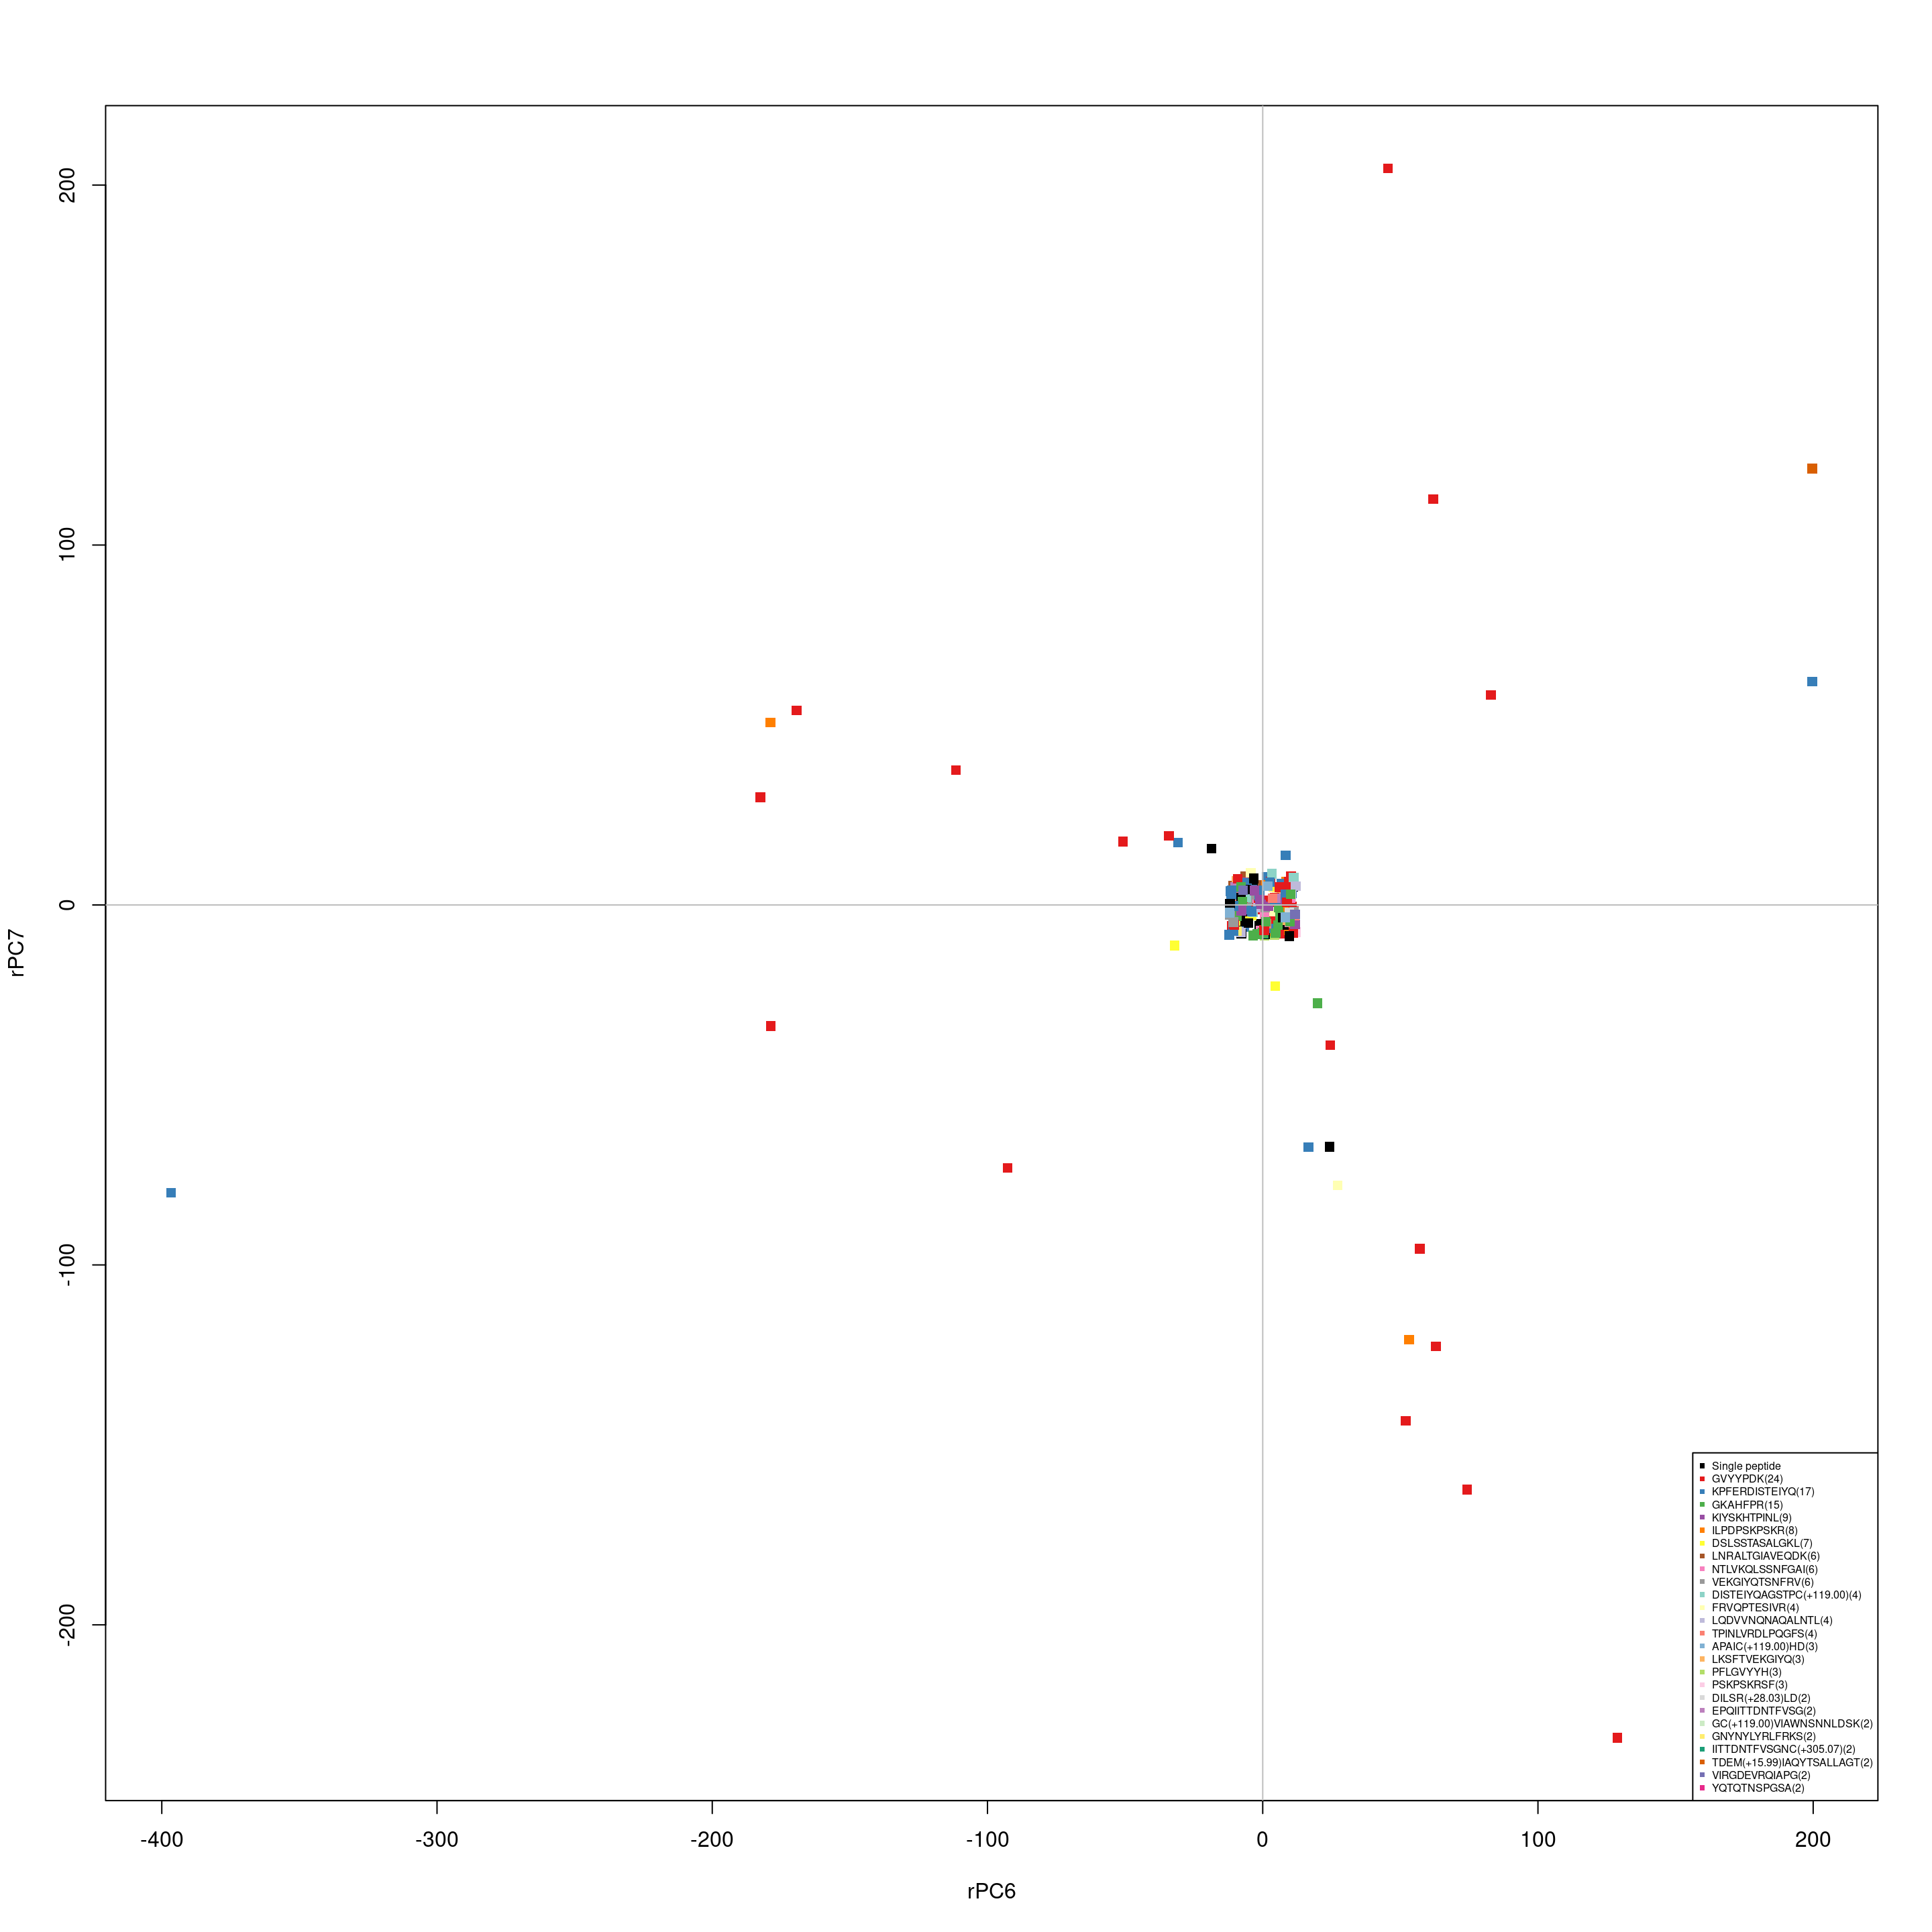 200
100
0
-100
-200
rPC7
-400
-300
-200
-100
0
100
200
rPC6
Single peptide
GVYYPDK(24)
KPFERDISTEIYQ(17)
GKAHFPR(15)
KIYSKHTPINL(9)
ILPDPSKPSKR(8)
DSLSSTASALGKL(7)
LNRALTGIAVEQDK(6)
NTLVKQLSSNFGAI(6)
VEKGIYQTSNFRV(6)
DISTEIYQAGSTPC(+119.00)(4)
FRVQPTESIVR(4)
LQDVVNQNAQALNTL(4)
TPINLVRDLPQGFS(4)
APAIC(+119.00)HD(3)
LKSFTVEKGIYQ(3)
PFLGVYYH(3)
PSKPSKRSF(3)
DILSR(+28.03)LD(2)
EPQIITTDNTFVSG(2)
GC(+119.00)VIAWNSNNLDSK(2)
GNYNYLYRLFRKS(2)
IITTDNTFVSGNC(+305.07)(2)
TDEM(+15.99)IAQYTSALLAGT(2)
VIRGDEVRQIAPG(2)
YQTQTNSPGSA(2)